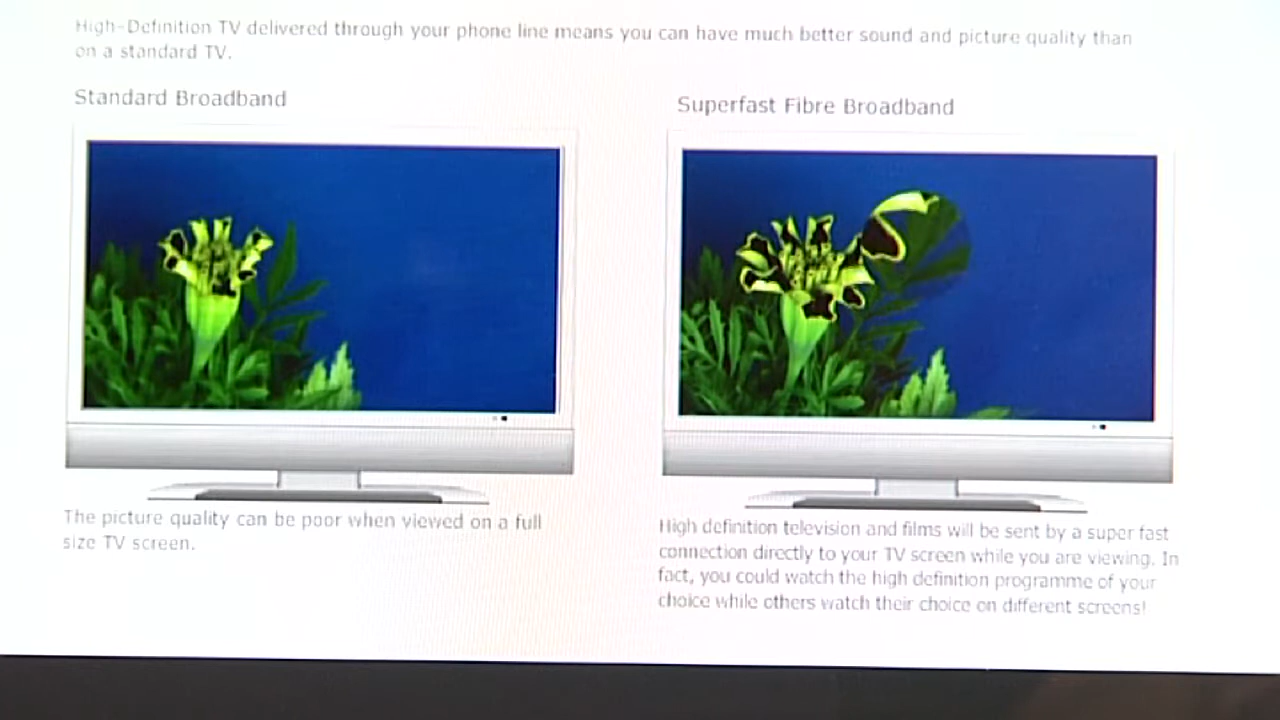 High-Definition TV delivered through your phone line means you can have much better sound and picture quality than
on a standard TV.
Standard Broadband
Superfast Fibre Broadband
The picture quality can be poor when viewed on a full
size TV screen.
High definition television and films will be sent by a super fast
connection directly to your TV screen while you are viewing. In
fact, you could watch the high definition programme of your
choice while others watch their choice on different screens!